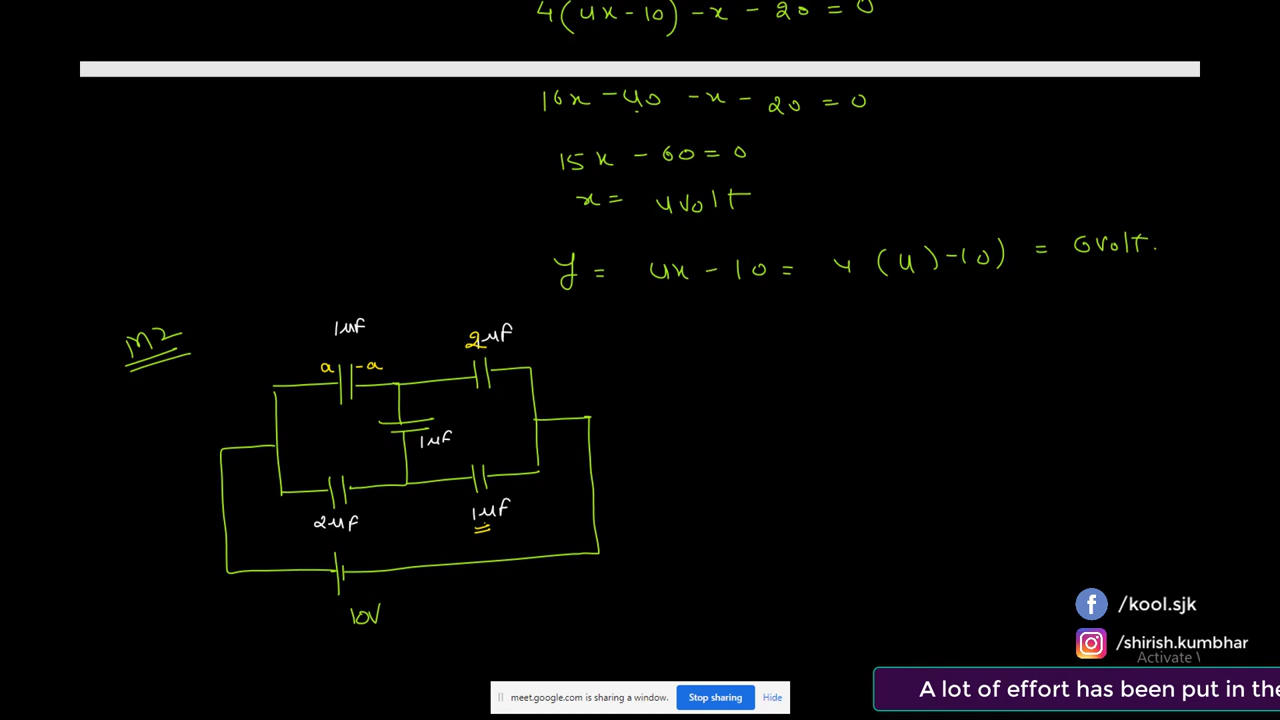 4(4x-10) -x - 20 = 0
16x - 40 - x - 20 = 0
15x - 60 = 0
x = 4volt
y = 4x - 10 = 4(4)-10) = 6volt.
M2
1μf
2μf
a -a
1μf
2μf
1μf
10V
/kool.sjk
/shirish.kumbhar
Activate \
meet.google.com is sharing a window. Stop sharing Hide
A lot of effort has been put in the